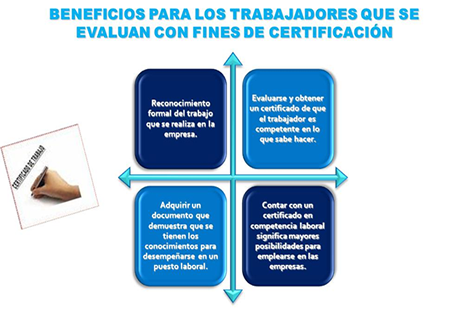 BENEFICIOS PARA LOS TRABAJADORES QUE SE
EVALUAN CON FINES DE CERTIFICACIÓN
Reconocimiento
formal del trabajo
que se realiza en la
empresa.
Evaluarse y obtener
un certificado de que
el trabajador es
competente en lo
que sabe hacer.
CERTIFICADO DE TRABAJO
Adquirir un
documento que
demuestra que se
tienen los
conocimientos para
desempeñarse en un
puesto laboral.
Contar con un
certificado en
competencia laboral
significa mayores
posibilidades para
emplearse en las
empresas.